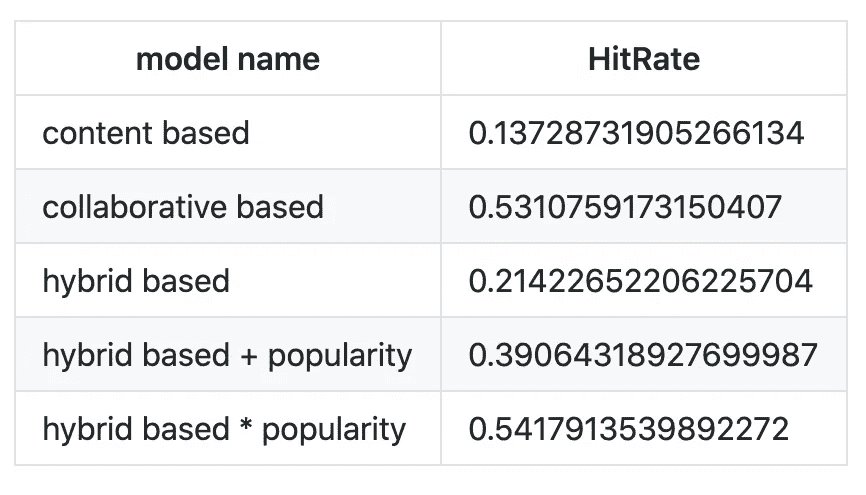 model name HitRate
content based 0.13728731905266134
collaborative based 0.5310759173150407
hybrid based 0.21422652206225704
hybrid based + popularity 0.39064318927699987
hybrid based * popularity 0.5417913539892272